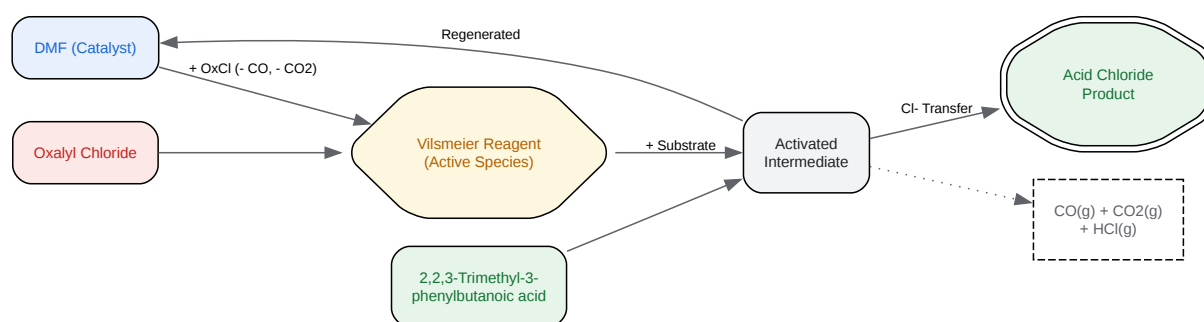 Regenerated
DMF (Catalyst)
+ OxCl (- CO, - CO2)
Oxalyl Chloride
Vilsmeier Reagent
(Active Species)
+ Substrate
2,2,3-Trimethyl-3-
phenylbutanoic acid
Activated
Intermediate
Cl- Transfer
Acid Chloride
Product
CO(g) + CO2(g)
+ HCl(g)